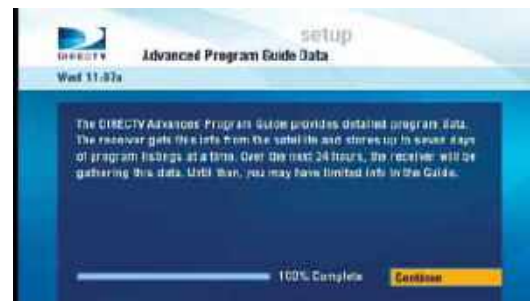 setup
DIRECTV
Advanced Program Guide Data
Wed 11:07a
The DIRECTV Advanced Program Guide provides detailed program data.
The receiver gets this info from the satellite and stores up to seven days
of program listings at a time. Over the next 24 hours, the receiver will be
gathering this data. Until then, you may have limited info in the Guide.
100% Complete
Continue